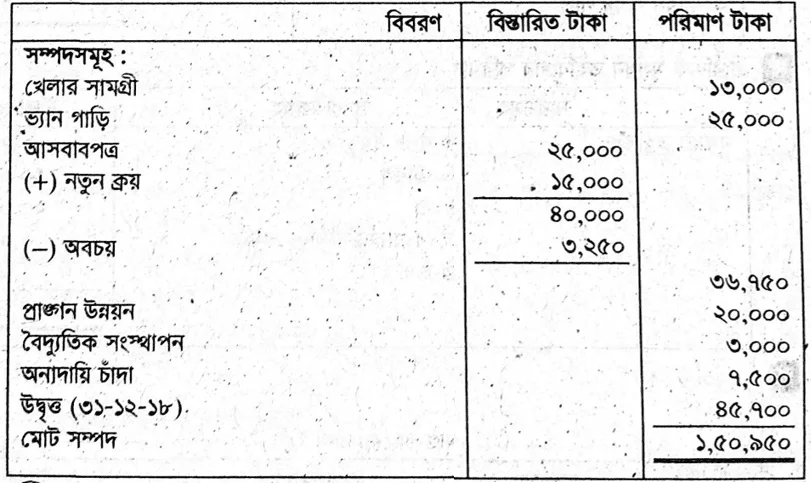 বিবরণ বিস্তারিত টাকা পরিমাণ টাকা
সম্পদসমূহ :
খেলার সামগ্রী ১৩,০০০
ভ্যান গাড়ি ২৫,০০০
আসবাবপত্র ২৫,০০০
(+) নতুন ক্রয় ১৫,০০০
৪০,০০০
(–) অবচয় ৩,২৫০
৩৬,৭৫০
প্রাঙ্গন উন্নয়ন ২০,০০০
বৈদ্যুতিক সংস্থাপন ৩,০০০
অনাদায়ি চাঁদা ৭,৫০০
উদ্বৃত্ত (৩১-১২-১৮) ৪৫,৭০০
মোট সম্পদ ১,৫০,৯৫০